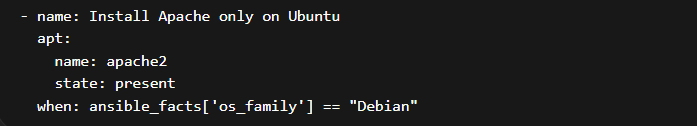 - name: Install Apache only on Ubuntu
  apt:
    name: apache2
    state: present
  when: ansible_facts['os_family'] == "Debian"